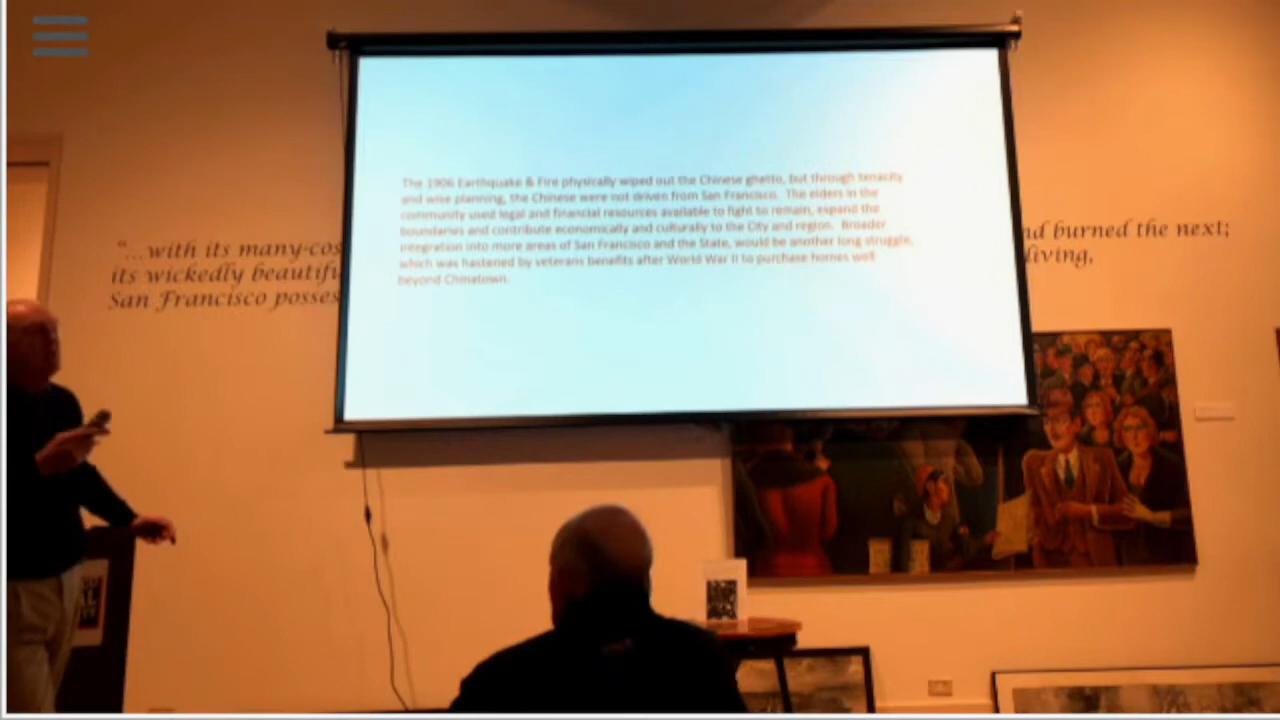 The 1906 Earthquake & Fire physically wiped out the Chinese ghetto, but through tenacity
and wise planning, the Chinese were not driven from San Francisco. The elders in the
community used legal and financial resources available to fight to remain, expand the
boundaries and contribute economically and culturally to the City and region. Broader
integration into more areas of San Francisco and the State, would be another long struggle,
which was hastened by veterans benefits after World War II to purchase homes well
beyond Chinatown.
"...with its many-cos
its wickedly beautifu
San Francisco posses
nd burned the next;
living,